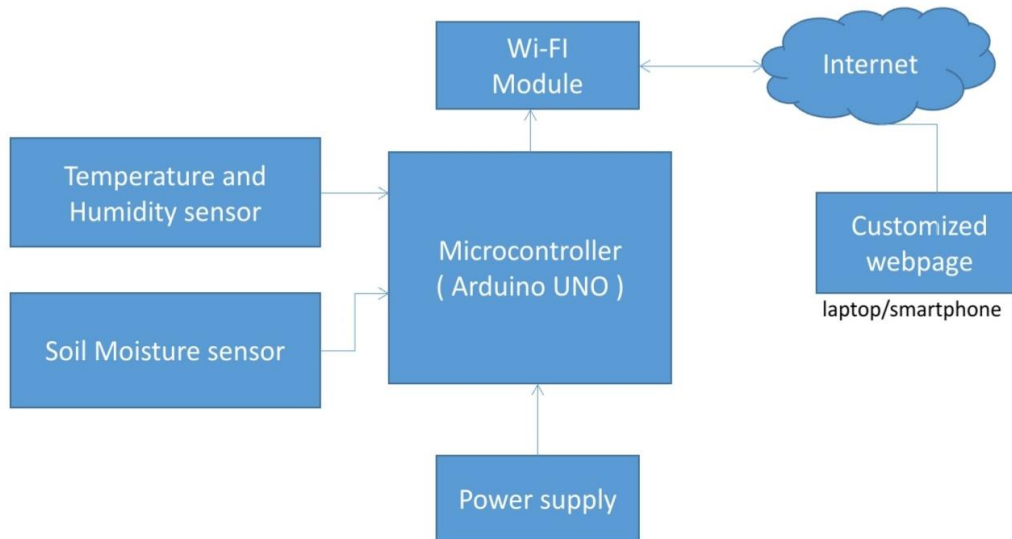 Wi-FI
Module
Internet
Temperature and
Humidity sensor
Microcontroller
( Arduino UNO )
Customized
webpage
laptop/smartphone
Soil Moisture sensor
Power supply